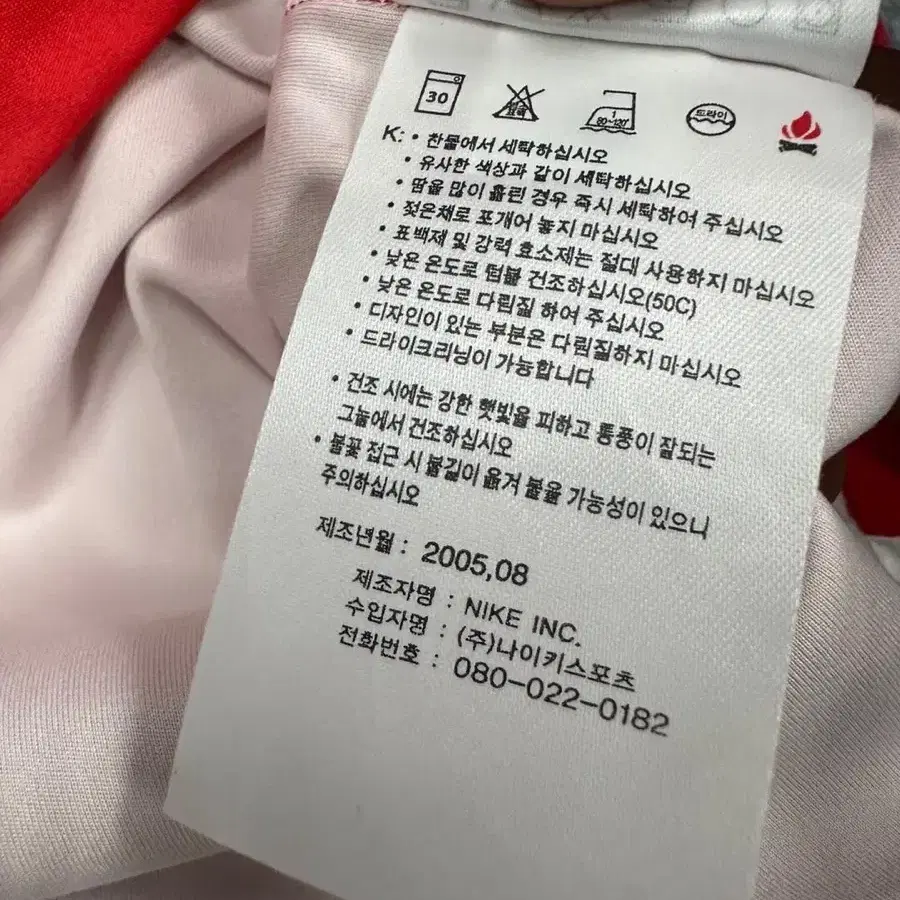 30
염소
1
80~120°
드라이
K: • 찬물에서 세탁하십시오
• 유사한 색상과 같이 세탁하십시오
• 땀을 많이 흘린 경우 즉시 세탁하여 주십시오
• 젖은채로 포개어 놓지 마십시오
• 표백제 및 강력 효소제는 절대 사용하지 마십시오
• 낮은 온도로 텀블 건조하십시오(50C)
• 낮은 온도로 다림질 하여 주십시오
• 디자인이 있는 부분은 다림질하지 마십시오
• 드라이크리닝이 가능합니다
• 건조 시에는 강한 햇빛을 피하고 통풍이 잘되는
그늘에서 건조하십시오
• 불꽃 접근 시 불길이 옮겨 붙을 가능성이 있으니
주의하십시오
제조년월 : 2005,08
제조자명 : NIKE INC.
수입자명 : (주)나이키스포츠
전화번호 : 080-022-0182